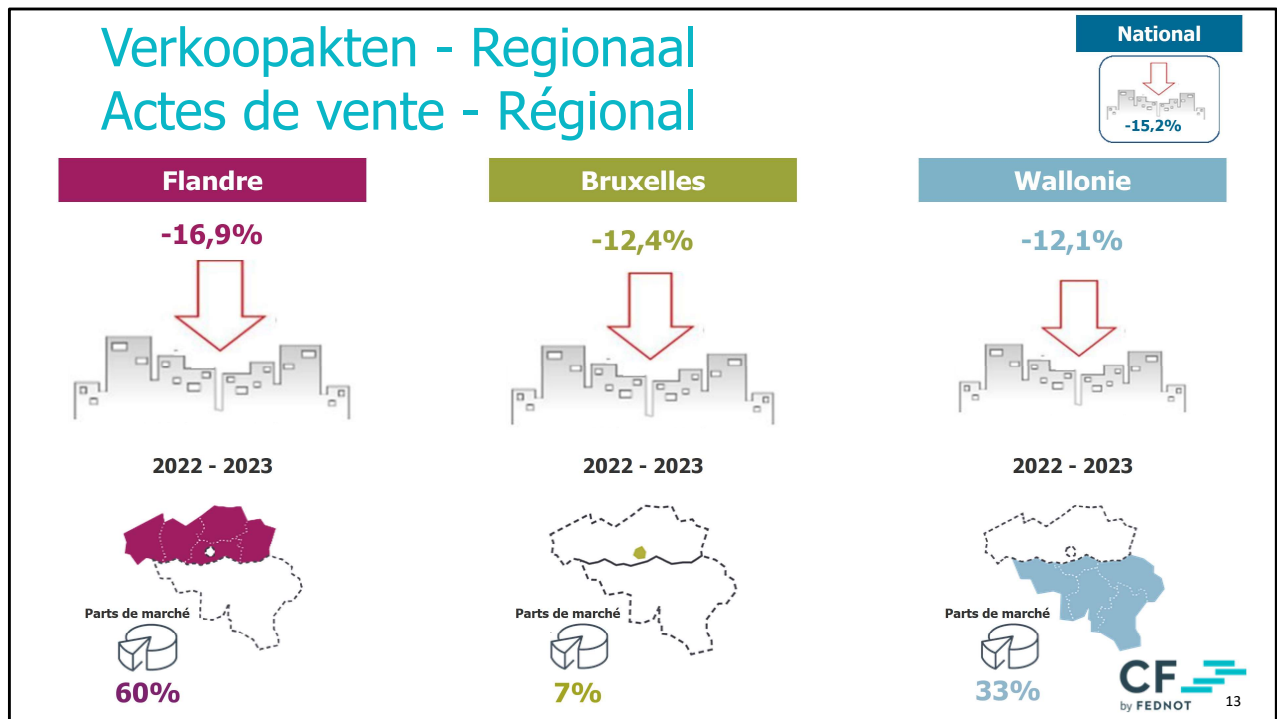 Verkoopakten - Regionaal
Actes de vente - Régional
National
-15,2%
Flandre
-16,9%
2022 - 2023
Parts de marché
60%
Bruxelles
-12,4%
2022 - 2023
Parts de marché
7%
Wallonie
-12,1%
2022 - 2023
Parts de marché
33%
CF
by FEDNOT
13